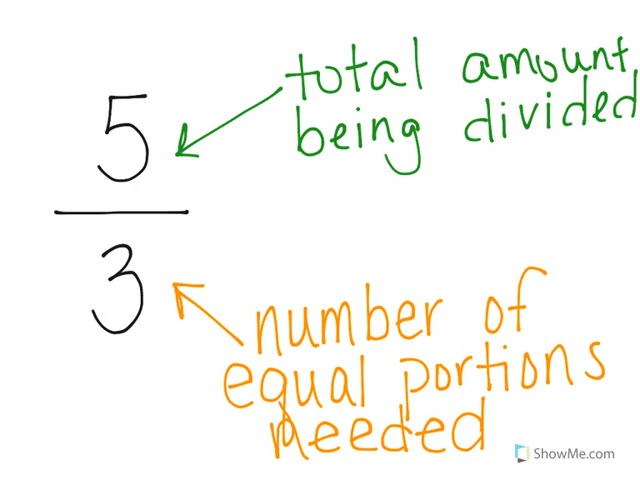 total amount
being divided
5
3
number of
equal portions
needed
ShowMe.com